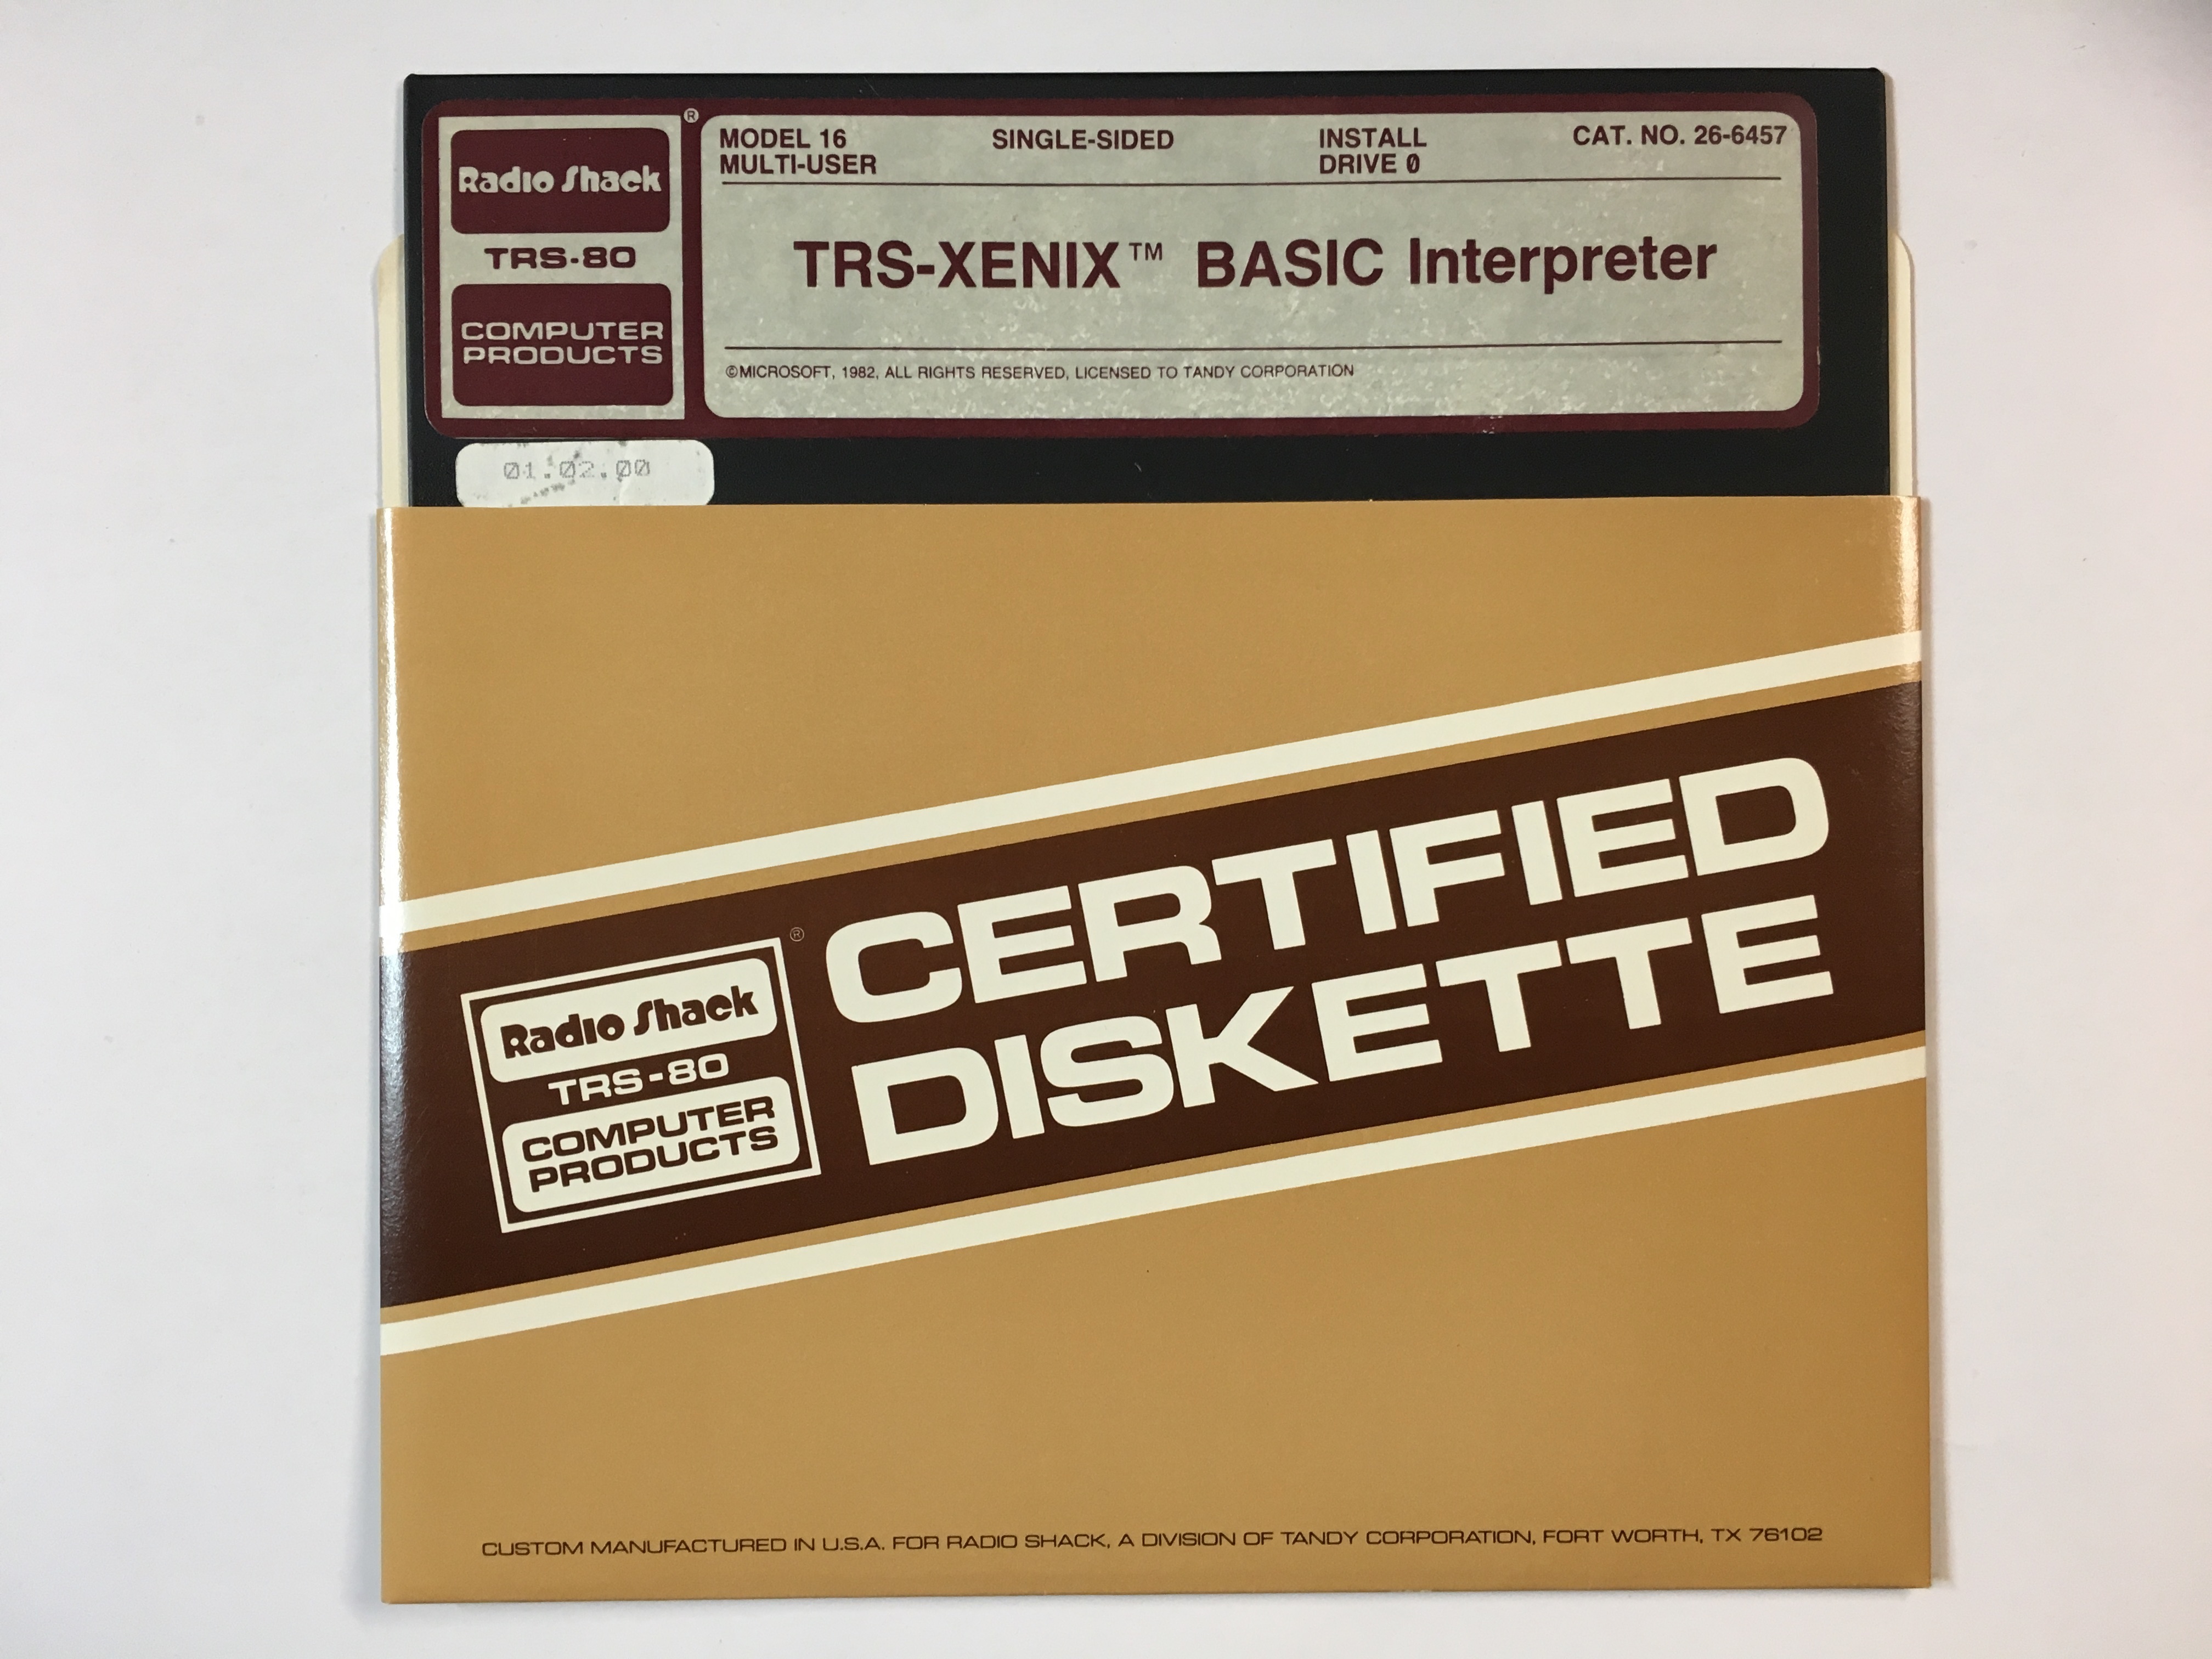 Radio Shack
TRS-80
COMPUTER
PRODUCTS
®
MODEL 16
MULTI-USER
SINGLE-SIDED
INSTALL
DRIVE 0
CAT. NO. 26-6457
TRS-XENIX™ BASIC Interpreter
©MICROSOFT, 1982, ALL RIGHTS RESERVED, LICENSED TO TANDY CORPORATION
01.02.00
Radio Shack
TRS-80
COMPUTER
PRODUCTS
®
CERTIFIED
DISKETTE
CUSTOM MANUFACTURED IN U.S.A. FOR RADIO SHACK, A DIVISION OF TANDY CORPORATION, FORT WORTH, TX 76102